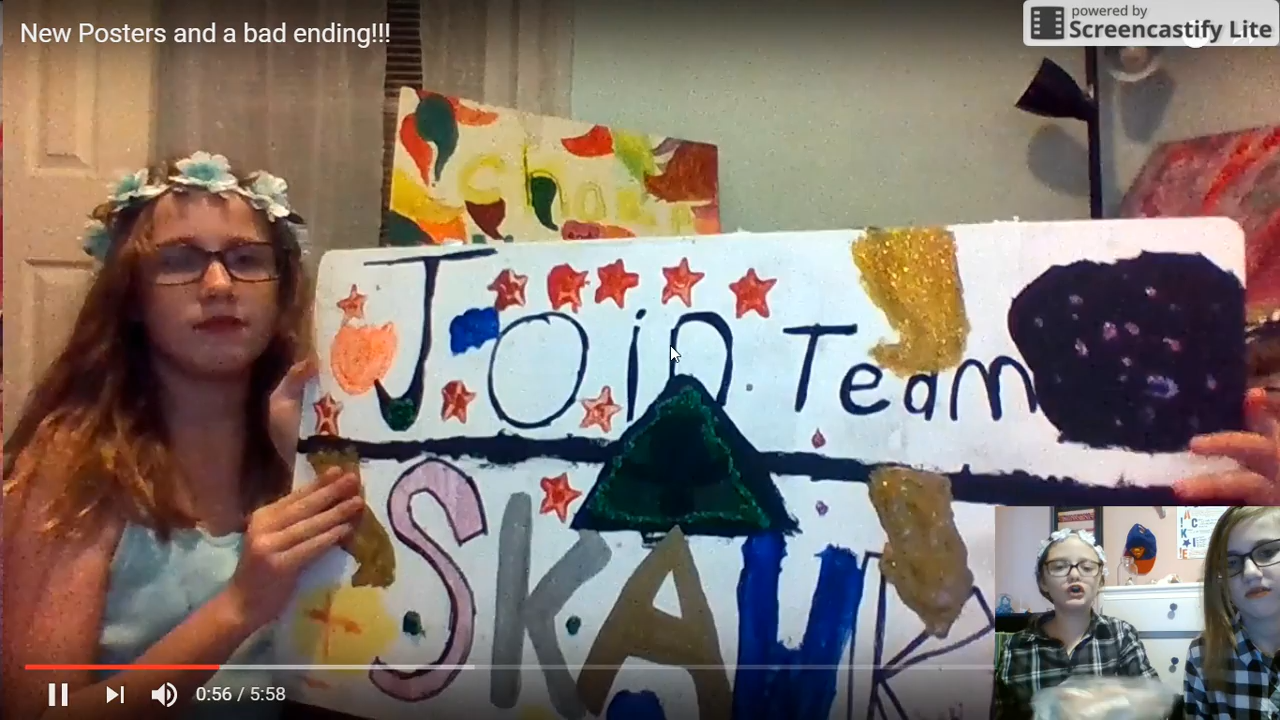 New Posters and a bad ending!!!
powered by
Screencastify Lite
Join Team
SKAUK
0:56 / 5:58